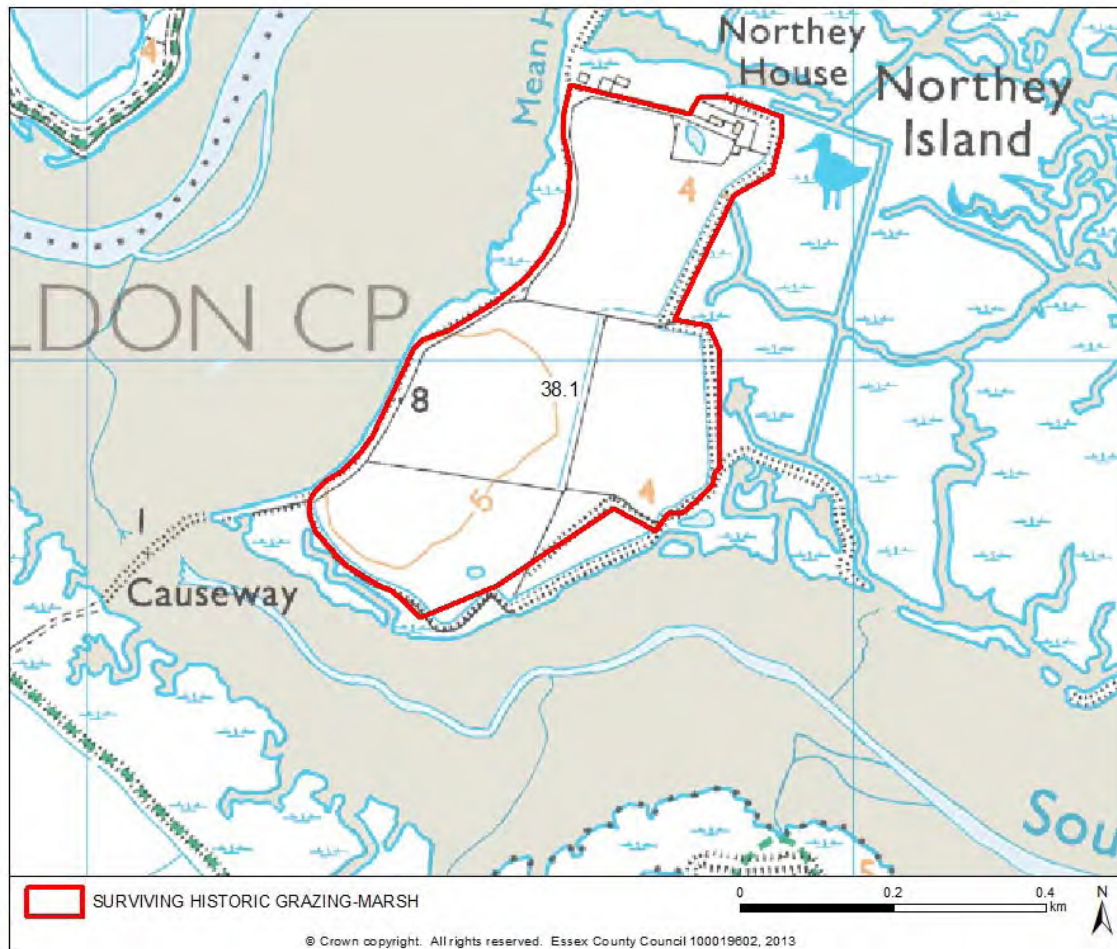 4
Mean H
Northey
House
Northey
Island
4
LDON CP
8
38.1
5
4
1
Causeway
Sou
5
SURVIVING HISTORIC GRAZING-MARSH
0 0.2 0.4
km
N
© Crown copyright. All rights reserved. Essex County Council 100019602, 2013